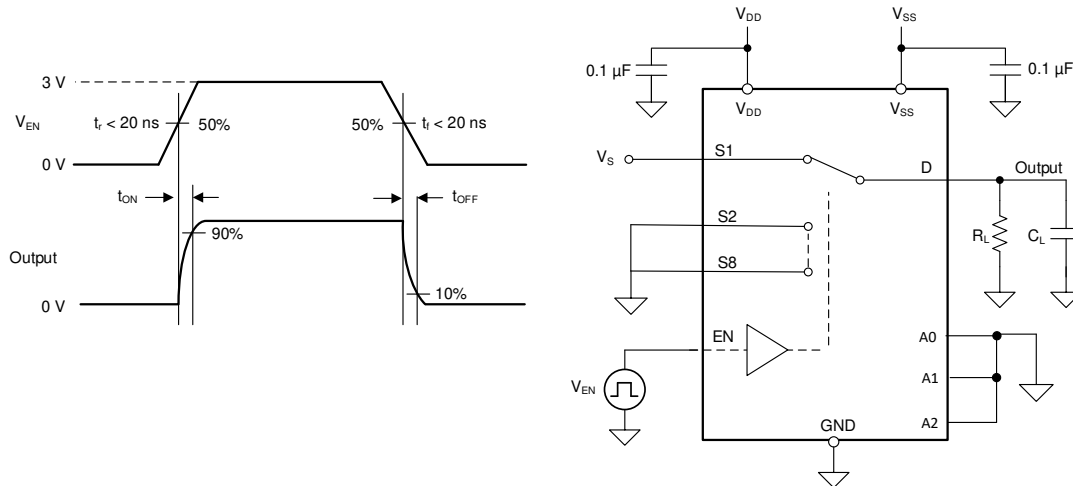 3 V
V_EN
t_r < 20 ns
50%
50%
t_f < 20 ns
0 V
t_ON
t_OFF
90%
Output
10%
0 V
V_DD
V_SS
0.1 µF
0.1 µF
V_DD
V_SS
V_S
S1
D
Output
S2
R_L
C_L
S8
EN
A0
V_EN
A1
GND
A2